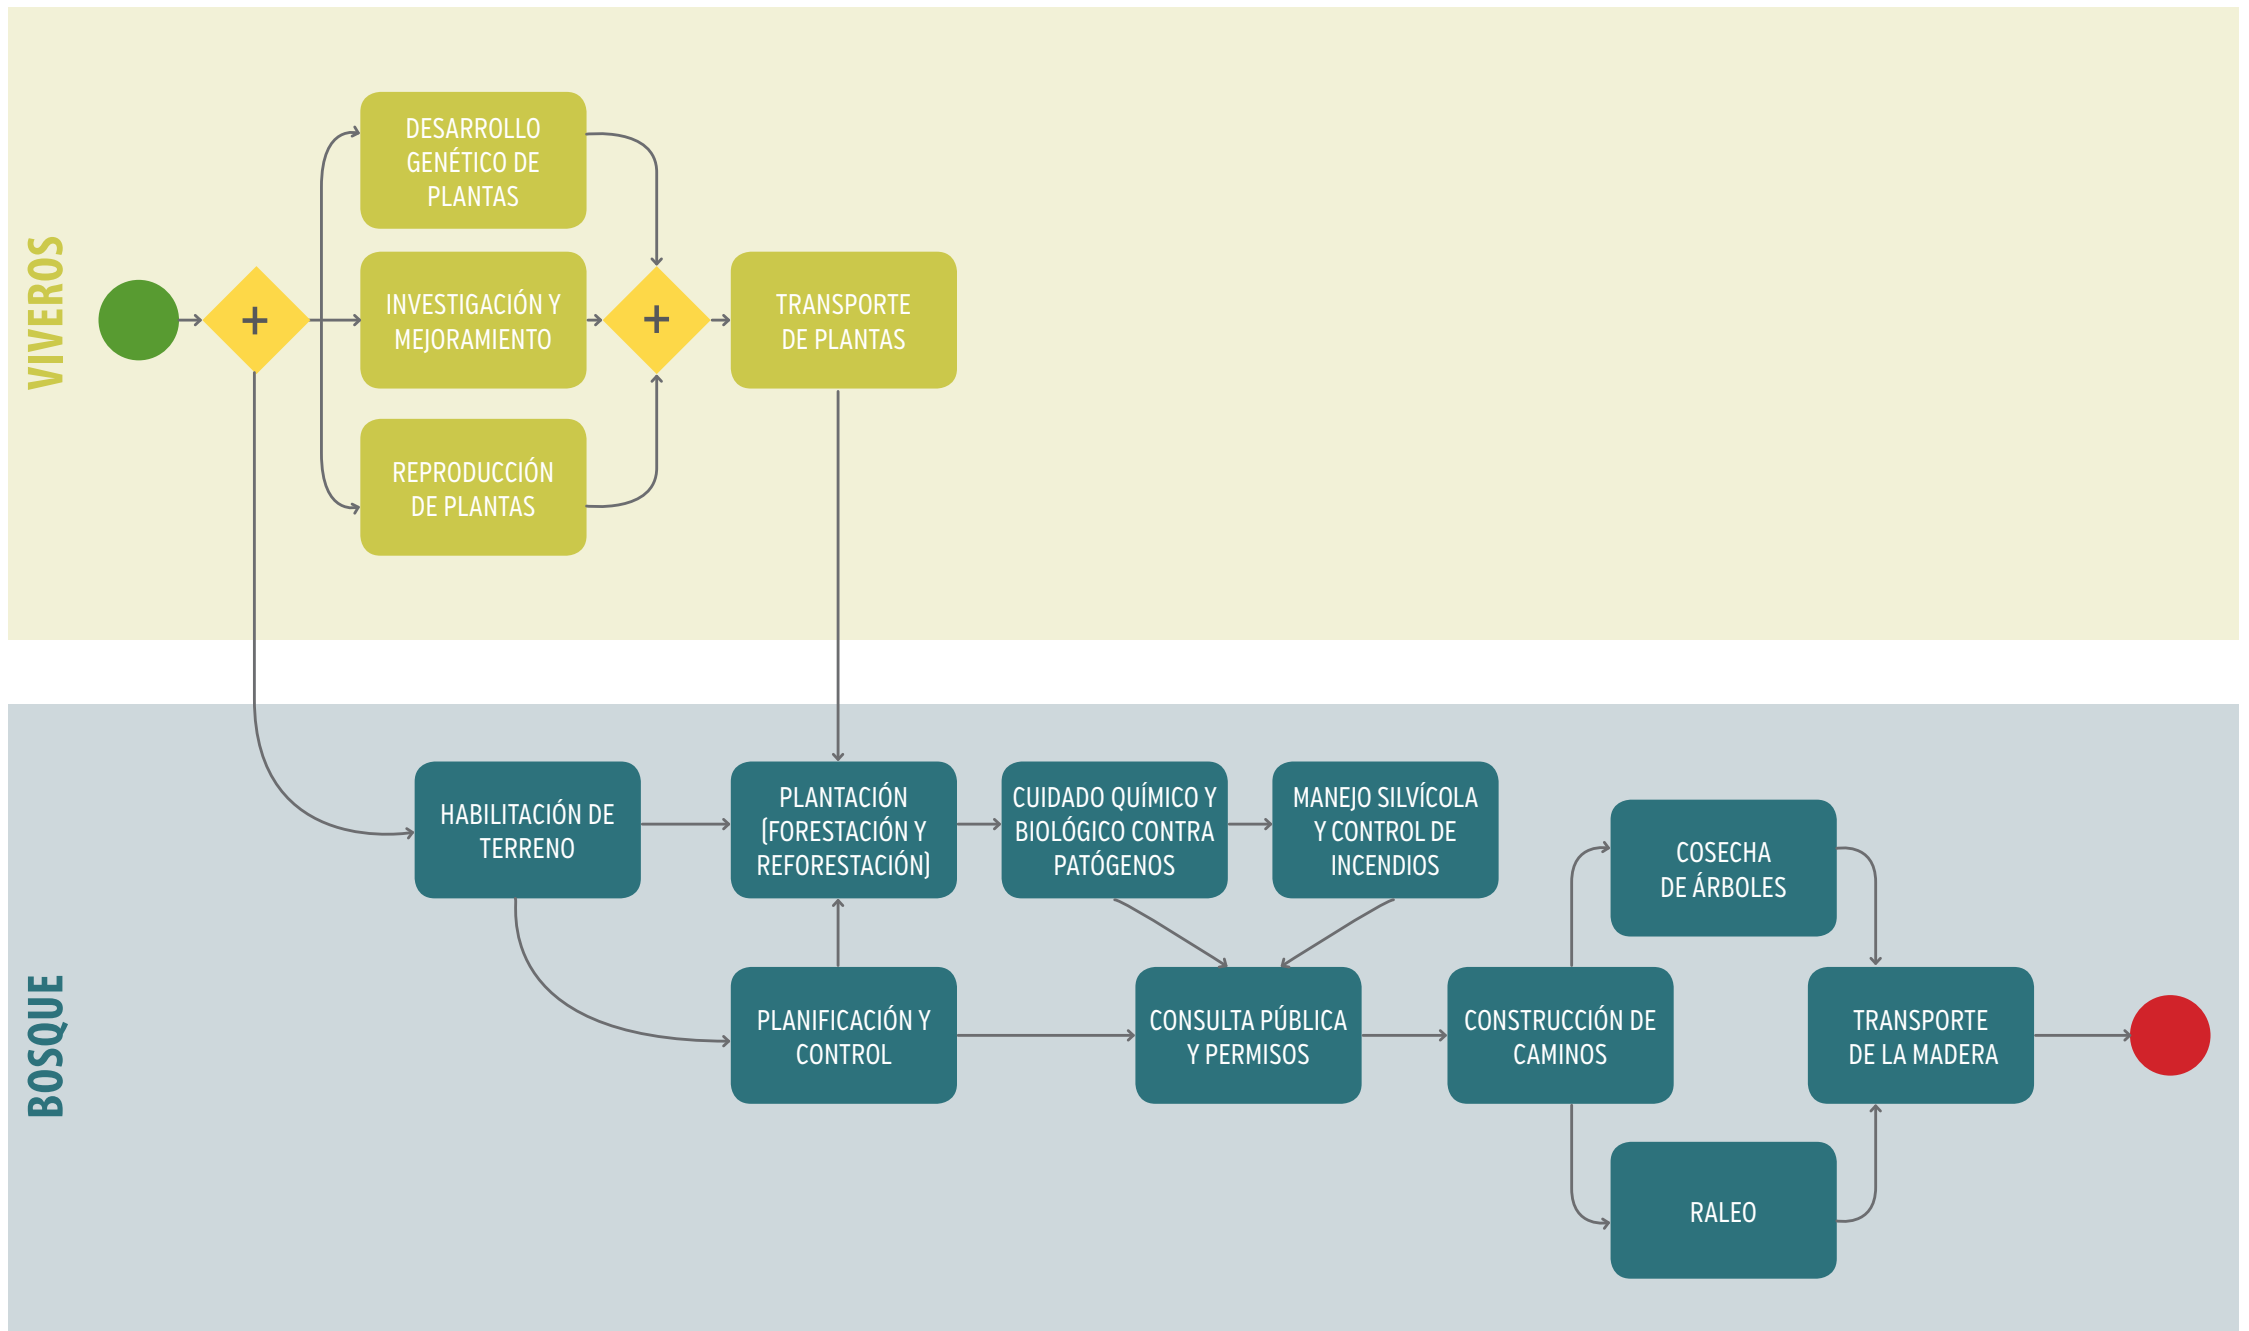 VIVEROS
DESARROLLO
GENÉTICO DE
PLANTAS
INVESTIGACIÓN Y
MEJORAMIENTO
REPRODUCCIÓN
DE PLANTAS
+
+
TRANSPORTE
DE PLANTAS
BOSQUE
HABILITACIÓN DE
TERRENO
PLANTACIÓN
(FORESTACIÓN Y
REFORESTACIÓN)
CUIDADO QUÍMICO Y
BIOLÓGICO CONTRA
PATÓGENOS
MANEJO SILVÍCOLA
Y CONTROL DE
INCENDIOS
PLANIFICACIÓN Y
CONTROL
CONSULTA PÚBLICA
Y PERMISOS
CONSTRUCCIÓN DE
CAMINOS
COSECHA
DE ÁRBOLES
RALEO
TRANSPORTE
DE LA MADERA